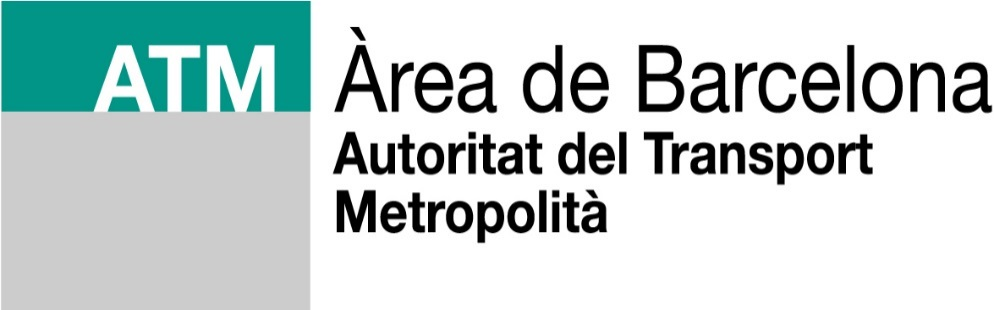 ATM
Àrea de Barcelona
Autoritat del Transport
Metropolità